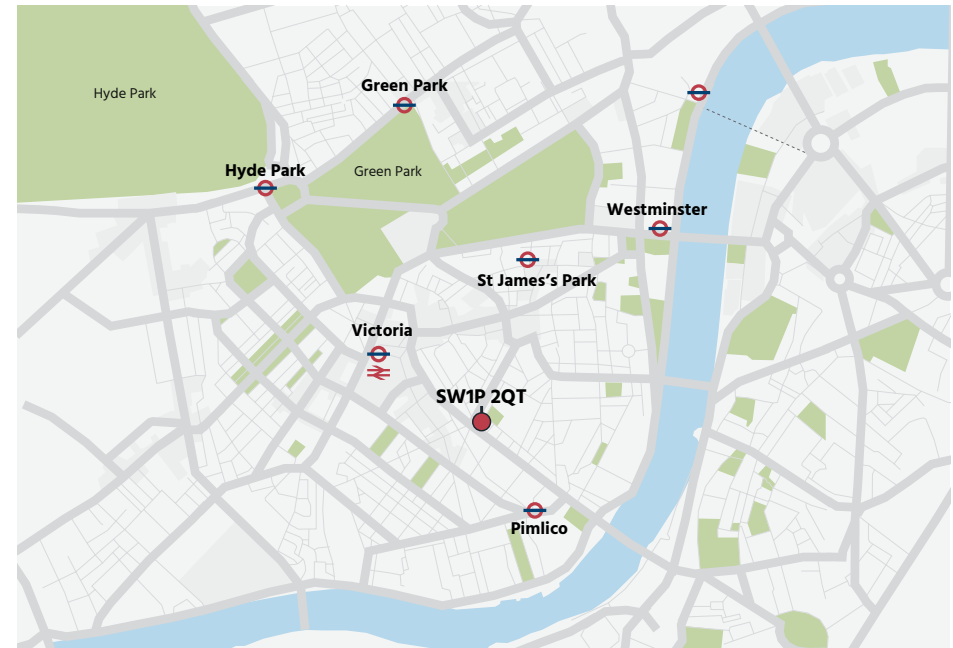 Green Park
Hyde Park
Green Park
Hyde Park
Westminster
St James’s Park
Victoria
SW1P 2QT
Pimlico